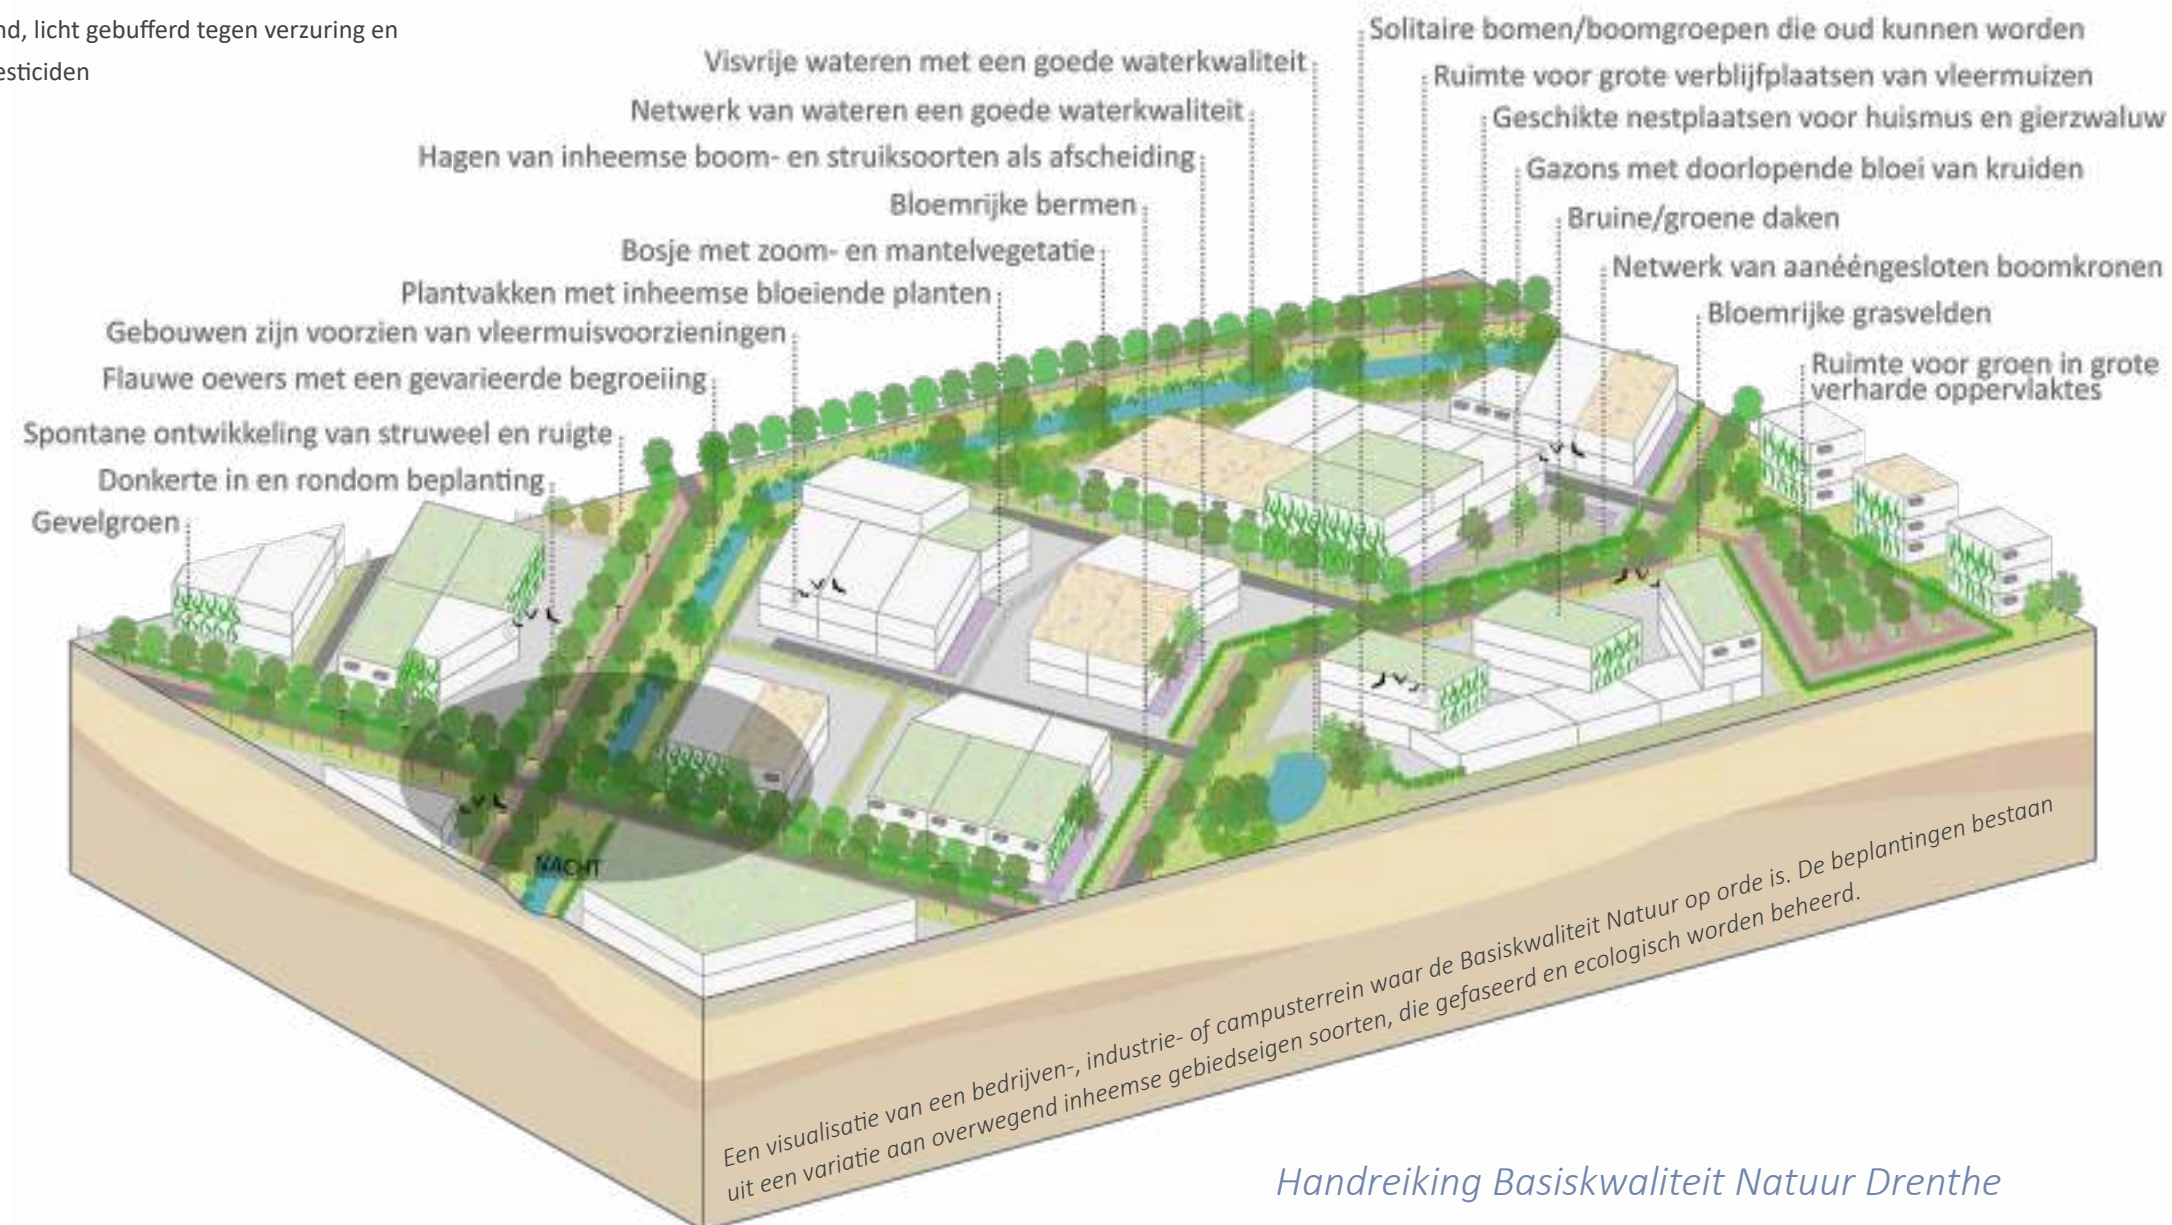 nd, licht gebufferd tegen verzuring en
esticiden
Solitaire bomen/boomgroepen die oud kunnen worden
Visvrije wateren met een goede waterkwaliteit
Ruimte voor grote verblijfplaatsen van vleermuizen
Netwerk van wateren een goede waterkwaliteit
Geschikte nestplaatsen voor huismus en gierzwaluw
Hagen van inheemse boom- en struiksoorten als afscheiding
Gazons met doorlopende bloei van kruiden
Bloemrijke bermen
Bruine/groene daken
Bosje met zoom- en mantelvegetatie
Netwerk van aanééngesloten boomkronen
Plantvakken met inheemse bloeiende planten
Bloemrijke grasvelden
Gebouwen zijn voorzien van vleermuisvoorzieningen
Ruimte voor groen in grote
verharde oppervlaktes
Flauwe oevers met een gevarieerde begroeiing
Spontane ontwikkeling van struweel en ruigte
Donkerte in en rondom beplanting
Gevelgroen
NACHT
Een visualisatie van een bedrijven-, industrie- of campusterrein waar de Basiskwaliteit Natuur op orde is. De beplantingen bestaan
uit een variatie aan overwegend inheemse gebiedseigen soorten, die gefaseerd en ecologisch worden beheerd.
Handreiking Basiskwaliteit Natuur Drenthe